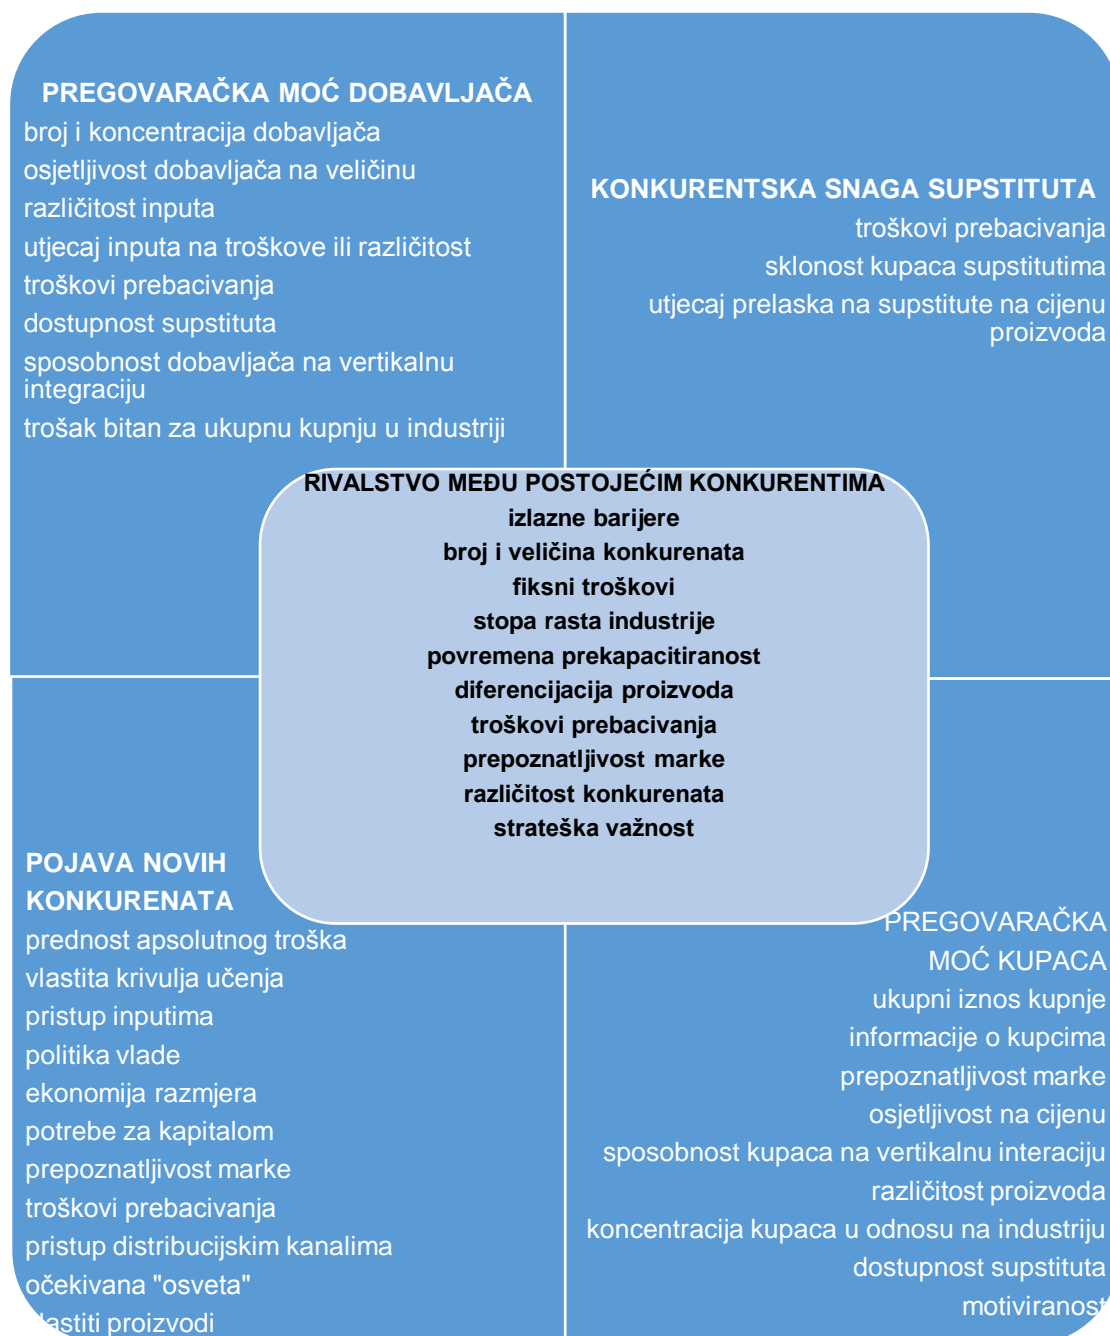 PREGOVARAČKA MOĆ DOBAVLJAČA
broj i koncentracija dobavljača
osjetljivost dobavljača na veličinu
različitost inputa
utjecaj inputa na troškove ili različitost
troškovi prebacivanja
dostupnost supstituta
sposobnost dobavljača na vertikalnu
integraciju
trošak bitan za ukupnu kupnju u industriji
KONKURENTSKA SNAGA SUPSTITUTA
troškovi prebacivanja
sklonost kupaca supstitutima
utjecaj prelaska na supstitute na cijenu
proizvoda
RIVALSTVO MEĐU POSTOJEĆIM KONKURENTIMA
izlazne barijere
broj i veličina konkurenata
fiksni troškovi
stopa rasta industrije
povremena prekapacitiranost
diferencijacija proizvoda
troškovi prebacivanja
prepoznatljivost marke
različitost konkurenata
strateška važnost
POJAVA NOVIH
KONKURENATA
prednost apsolutnog troška
vlastita krivulja učenja
pristup inputima
politika vlade
ekonomija razmjera
potrebe za kapitalom
prepoznatljivost marke
troškovi prebacivanja
pristup distribucijskim kanalima
očekivana "osveta"
vlastiti proizvodi
PREGOVARAČKA
MOĆ KUPACA
ukupni iznos kupnje
informacije o kupcima
prepoznatljivost marke
osjetljivost na cijenu
sposobnost kupaca na vertikalnu interaciju
različitost proizvoda
koncentracija kupaca u odnosu na industriju
dostupnost supstituta
motiviranost